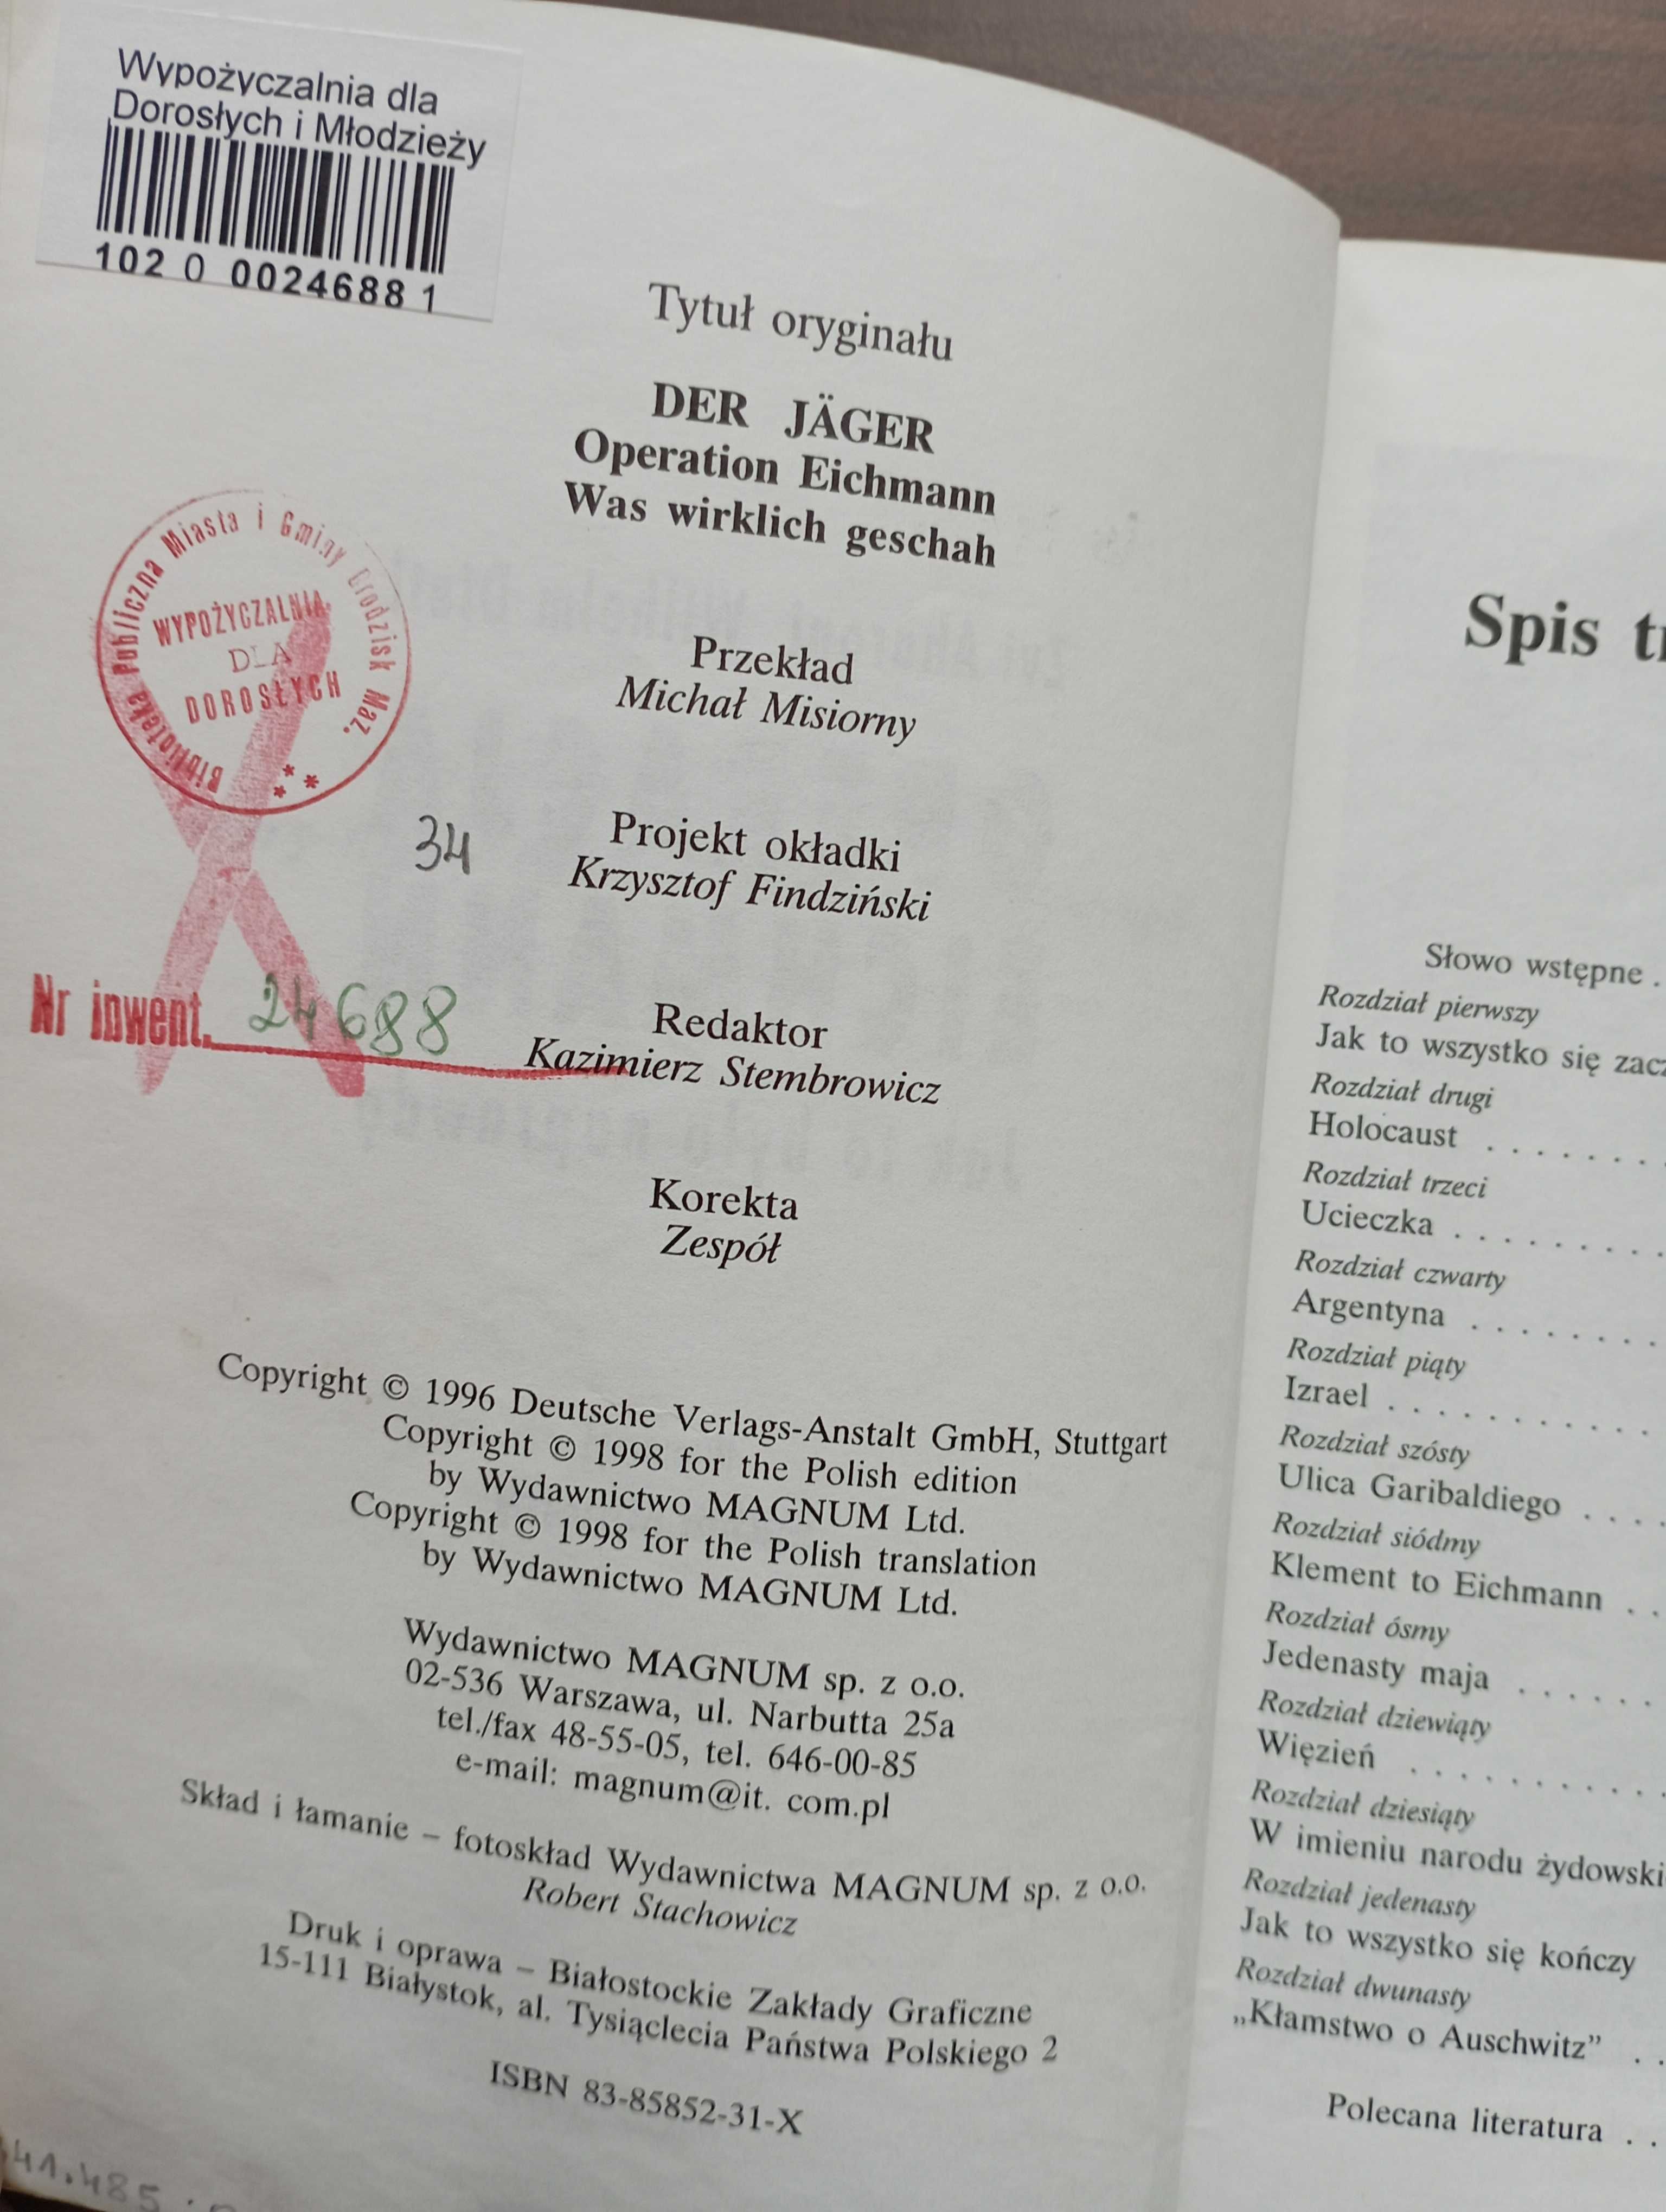 Wypożyczalnia dla
Dorosłych i Młodzieży
102 0 0024688 1
Tytuł oryginału
DER JÄGER
Operation Eichmann
Was wirklich geschah
Biblioteka Publiczna Miasta i Gminy Grodzisk Maz.
WYPOŻYCZALNIA
DLA
DOROSŁYCH
Przekład
Michał Misiorny
34
Projekt okładki
Krzysztof Findziński
Nr inwent. 24688
Redaktor
Kazimierz Stembrowicz
Korekta
Zespół
Copyright © 1996 Deutsche Verlags-Anstalt GmbH, Stuttgart
Copyright © 1998 for the Polish edition
by Wydawnictwo MAGNUM Ltd.
Copyright © 1998 for the Polish translation
by Wydawnictwo MAGNUM Ltd.
Wydawnictwo MAGNUM sp. z o.o.
02-536 Warszawa, ul. Narbutta 25a
tel./fax 48-55-05, tel. 646-00-85
e-mail: magnum@it. com.pl
Skład i łamanie – fotoskład Wydawnictwa MAGNUM sp. z o.o.
Robert Stachowicz
Druk i oprawa – Białostockie Zakłady Graficzne
15-111 Białystok, al. Tysiąclecia Państwa Polskiego 2
ISBN 83-85852-31-X
41.485
Spis
Słowo wstępne .
Rozdział pierwszy
Jak to wszystko się
Rozdział drugi
Holocaust . . . . . . .
Rozdział trzeci
Ucieczka . . . . . . . . .
Rozdział czwarty
Argentyna . . . . . . . .
Rozdział piąty
Izrael . . . . . . . . . . .
Rozdział szósty
Ulica Garibaldiego . . . .
Rozdział siódmy
Klement to Eichmann . .
Rozdział ósmy
Jedenasty maja . . . . . .
Rozdział dziewiąty
Więzień . . . . . . . . . .
Rozdział dziesiąty
W imieniu narodu
Rozdział jedenasty
Jak to wszystko się kończy
Rozdział dwunasty
„Kłamstwo o Auschwitz” . .
Polecana literatura . .